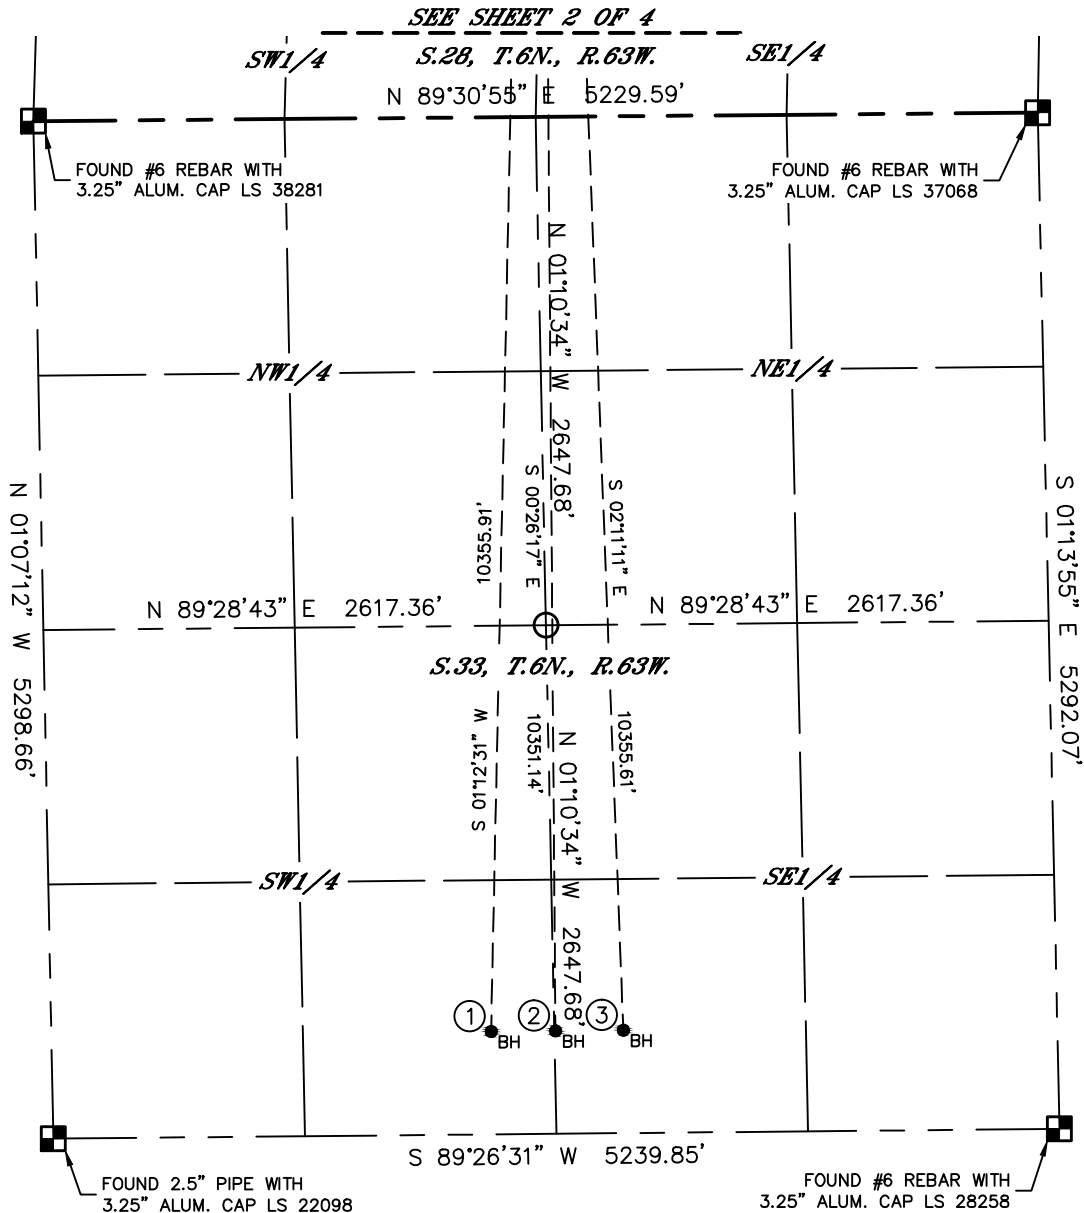 SEE SHEET 2 OF 4
SW1/4
S.28, T.6N., R.63W.
SE1/4
N 89°30'55" E 5229.59'
FOUND #6 REBAR WITH
3.25" ALUM. CAP LS 38281
FOUND #6 REBAR WITH
3.25" ALUM. CAP LS 37068
N 01°10'34" W 2647.68'
NW1/4
NE1/4
10355.91'
S 00°26'17" E
S 02°11'11" E
N 01°07'12" W 5298.66'
S 01°13'55" E 5292.07'
N 89°28'43" E 2617.36'
N 89°28'43" E 2617.36'
S.33, T.6N., R.63W.
S 01°12'31" W
10351.14'
N 01°10'34" W 2647.68'
10355.61'
SW1/4
SE1/4
1
BH
2
BH
3
BH
S 89°26'31" W 5239.85'
FOUND 2.5" PIPE WITH
3.25" ALUM. CAP LS 22098
FOUND #6 REBAR WITH
3.25" ALUM. CAP LS 28258